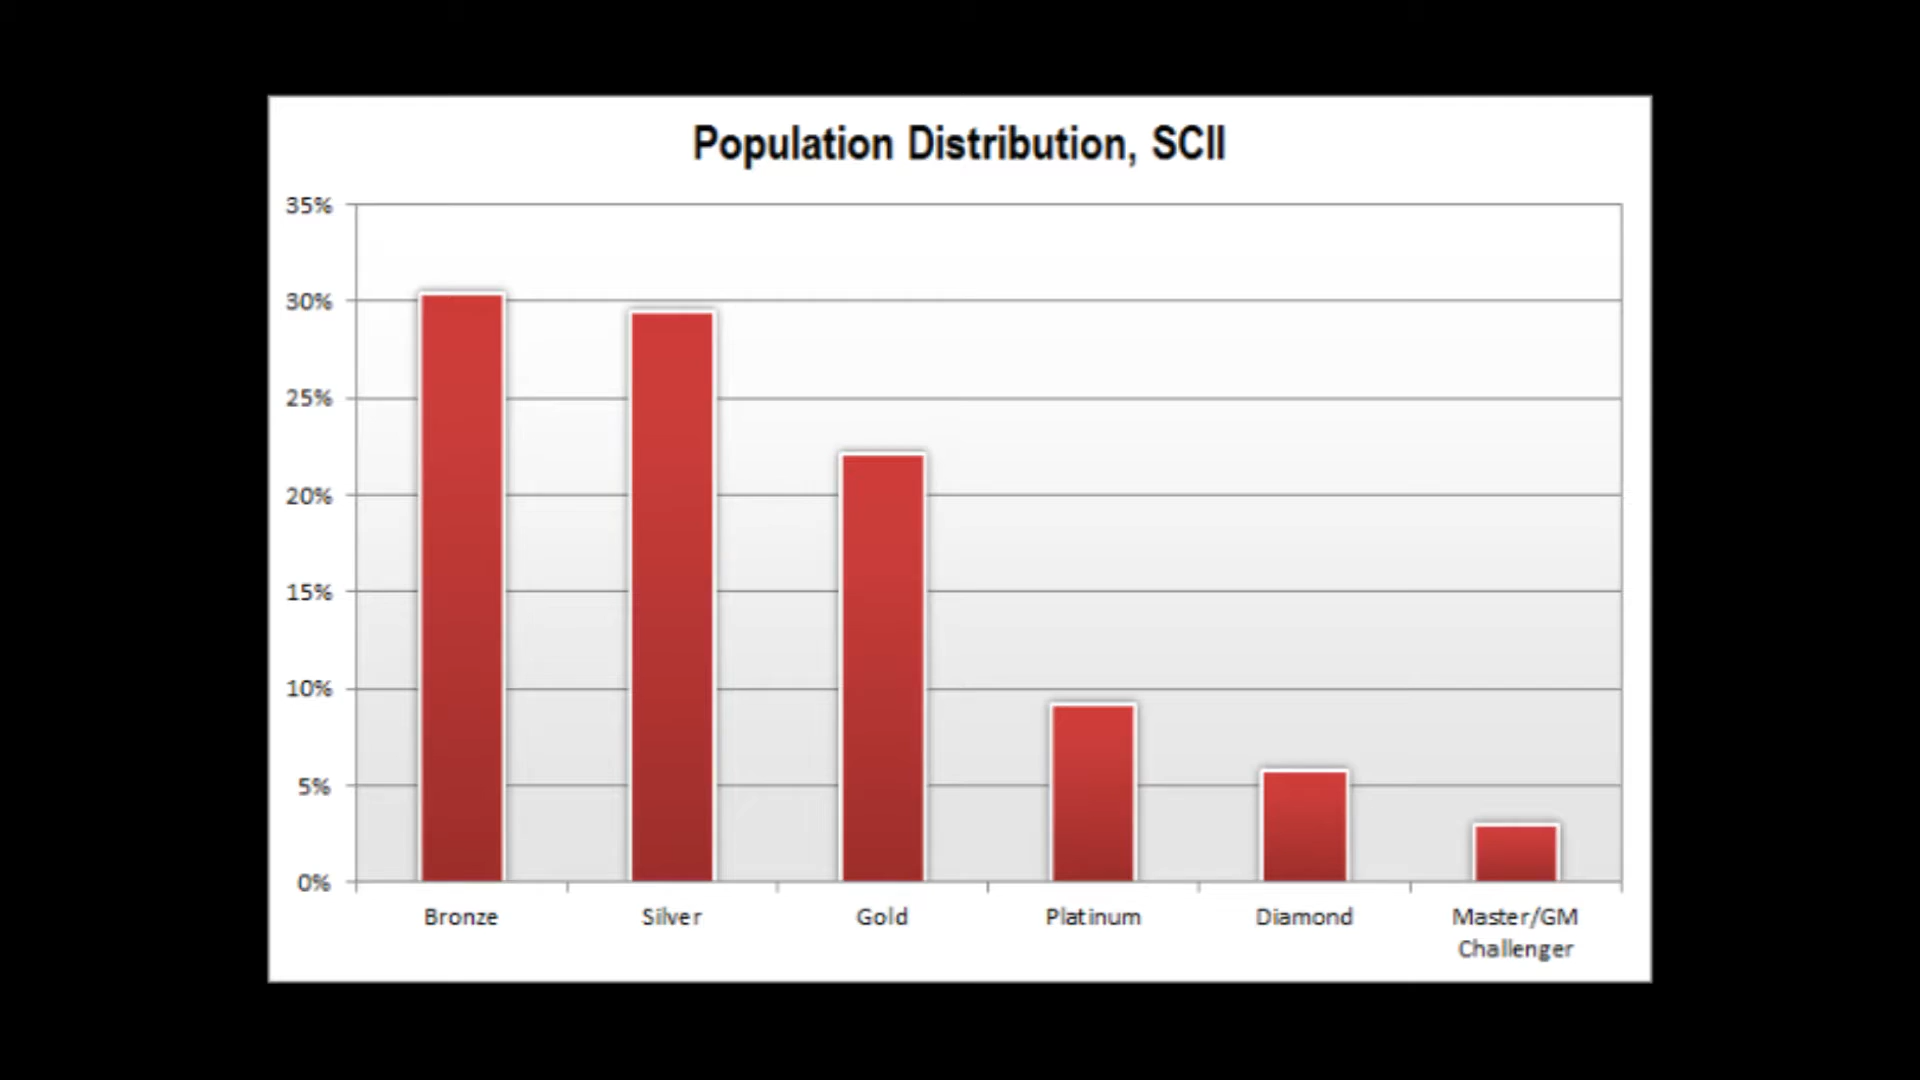 Population Distribution, SCII
35%
30%
25%
20%
15%
10%
5%
0%
Bronze Silver Gold Platinum Diamond Master/GM
Challenger